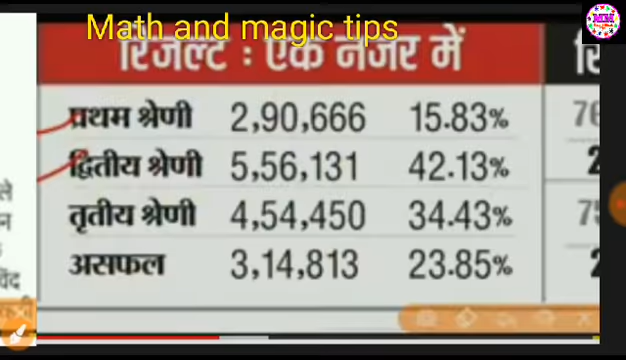 Math and magic tips
रिजल्ट : एक नजर में
प्रथम श्रेणी 2,90,666 15.83%
द्वितीय श्रेणी 5,56,131 42.13%
तृतीय श्रेणी 4,54,450 34.43%
असफल 3,14,813 23.85%